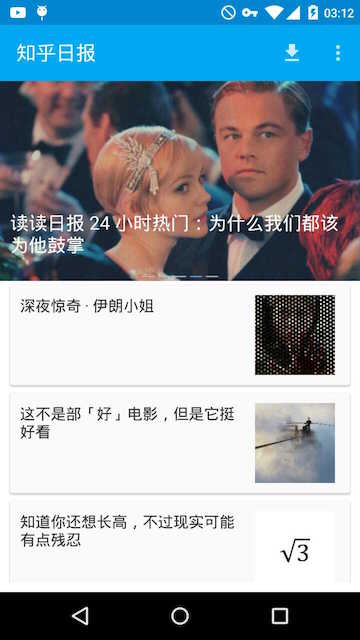 03:12
知乎日报
读读日报 24 小时热门：为什么我们都该
为他鼓掌
深夜惊奇 · 伊朗小姐
这不是部「好」电影，但是它挺
好看
知道你还想长高，不过现实可能
有点残忍
√3